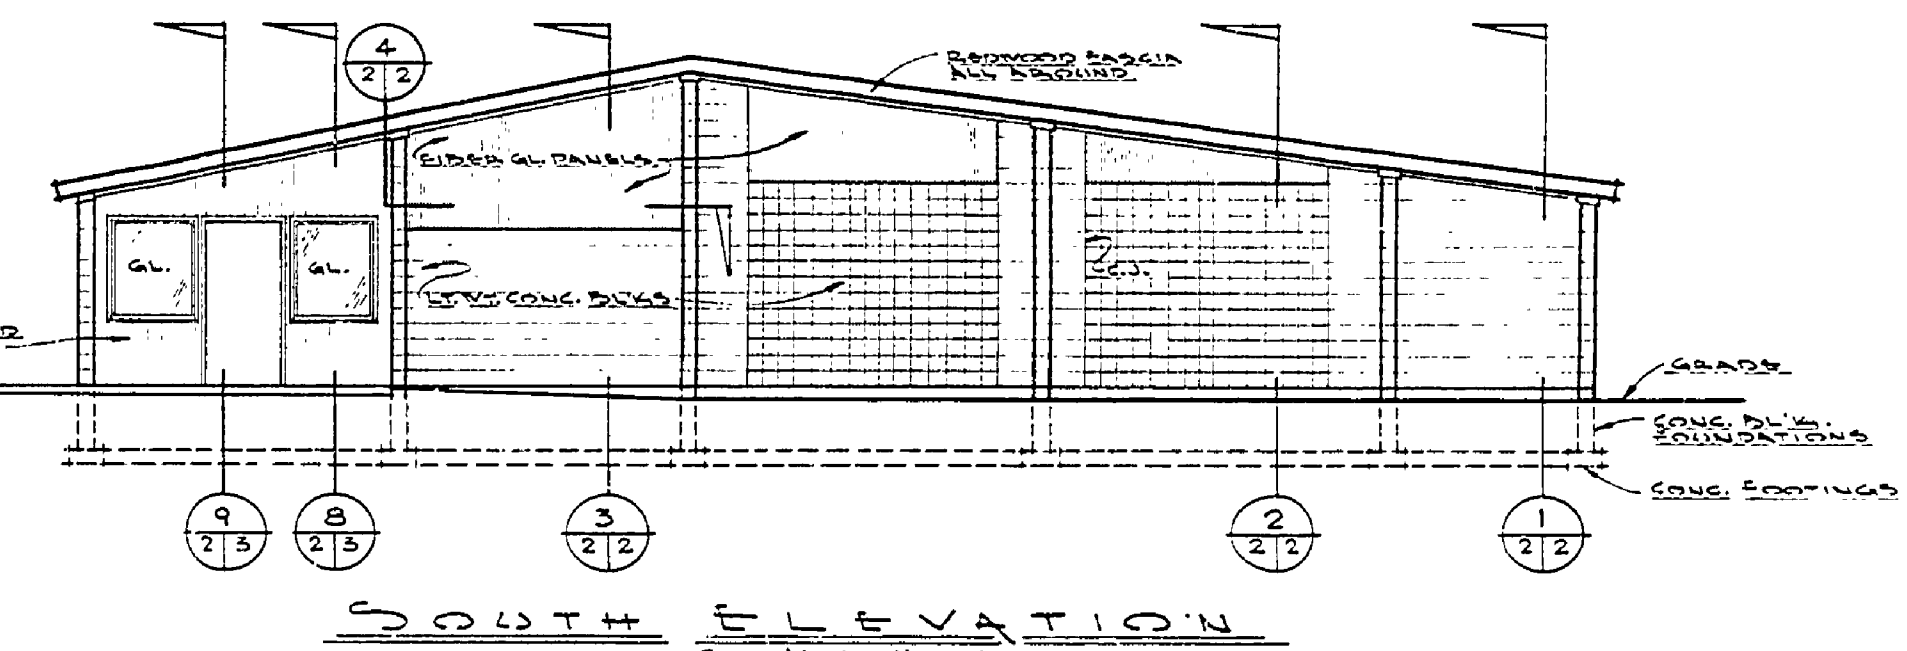 4
2 2
REDWOOD FASCIA
ALL AROUND
FIBER GL. PANELS
GL.
GL.
LT. WT. CONC. BLKS
C.J.
GRADE
CONC. BLK.
FOUNDATIONS
CONC. FOOTINGS
9
2 3
8
2 3
3
2 2
2
2 2
1
2 2
SOUTH ELEVATION